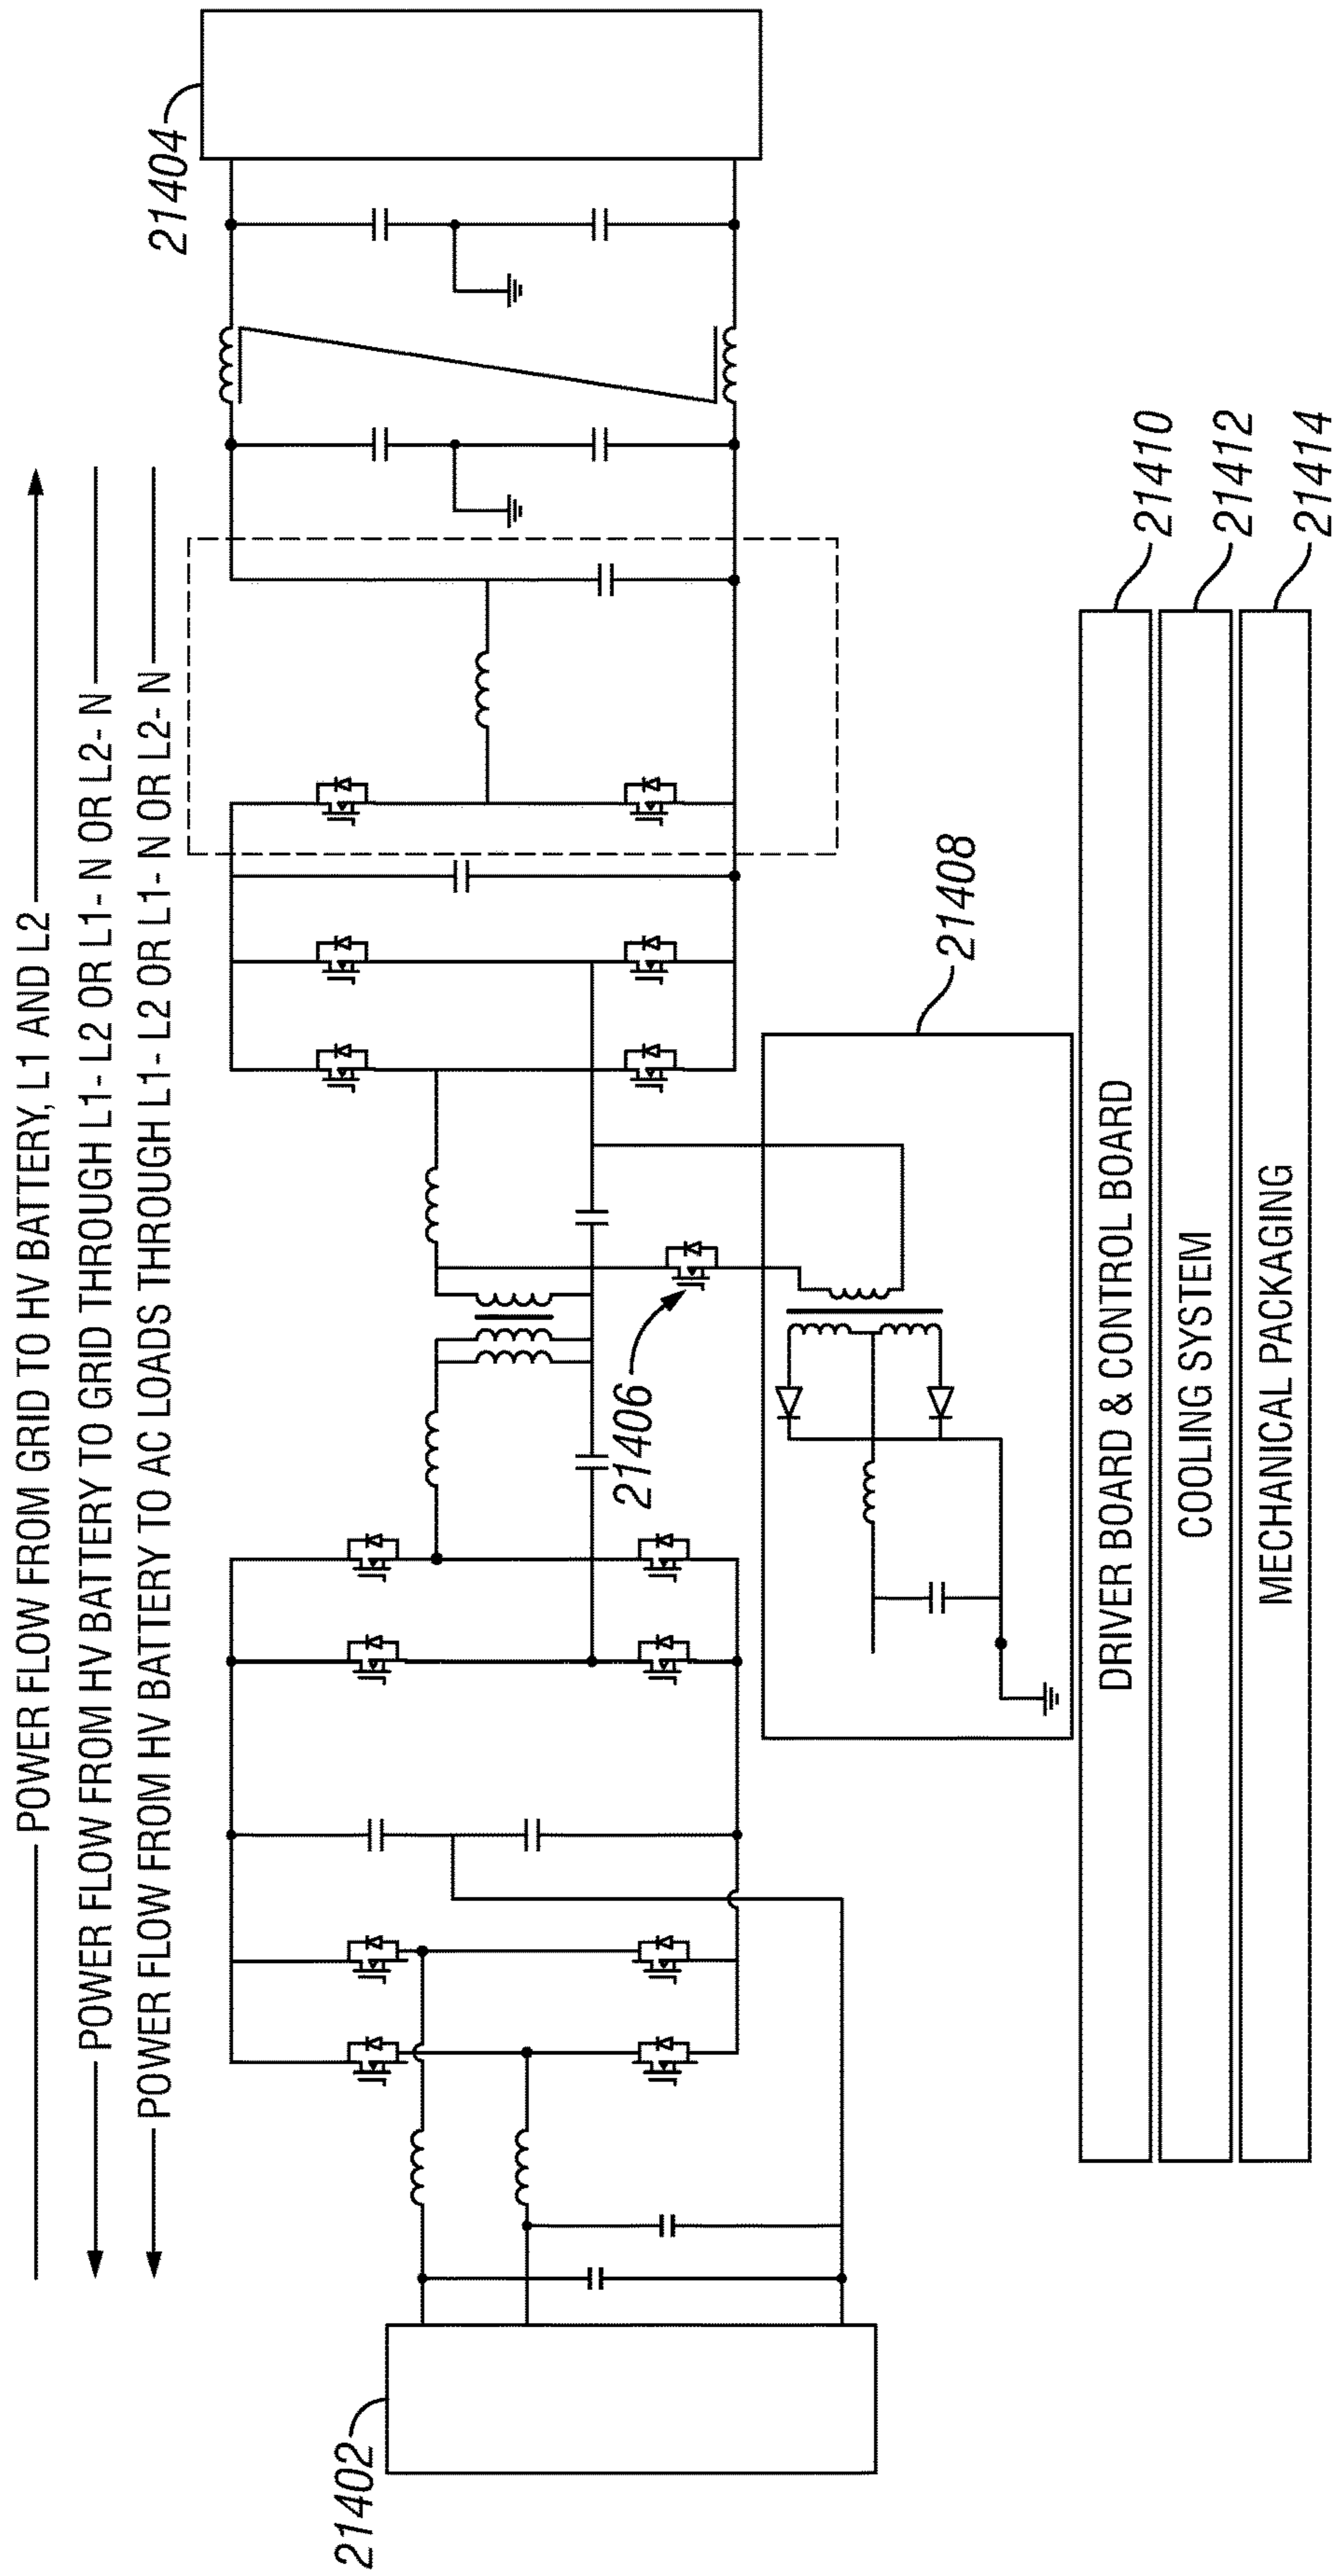 POWER FLOW FROM GRID TO HV BATTERY, L1 AND L2
POWER FLOW FROM HV BATTERY TO GRID THROUGH L1- L2 OR L1- N OR L2- N
POWER FLOW FROM HV BATTERY TO AC LOADS THROUGH L1- L2 OR L1- N OR L2- N
21404
21402
21406
21408
DRIVER BOARD & CONTROL BOARD
21410
COOLING SYSTEM
21412
MECHANICAL PACKAGING
21414